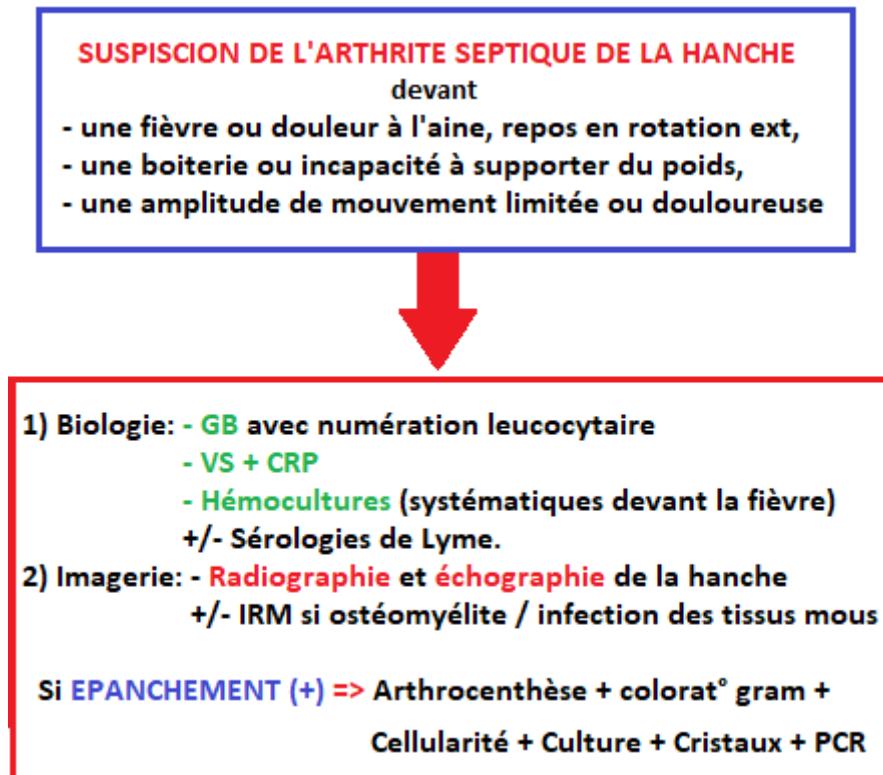 SUSPISCION DE L'ARTHRITE SEPTIQUE DE LA HANCHE
devant
- une fièvre ou douleur à l'aine, repos en rotation ext,
- une boiterie ou incapacité à supporter du poids,
- une amplitude de mouvement limitée ou douloureuse
1) Biologie: - GB avec numération leucocytaire
- VS + CRP
- Hémocultures (systématiques devant la fièvre)
+/- Sérologies de Lyme.
2) Imagerie: - Radiographie et échographie de la hanche
+/- IRM si ostéomyélite / infection des tissus mous
Si EPANCHEMENT (+) => Arthrocenthèse + colorat° gram +
Cellularité + Culture + Cristaux + PCR